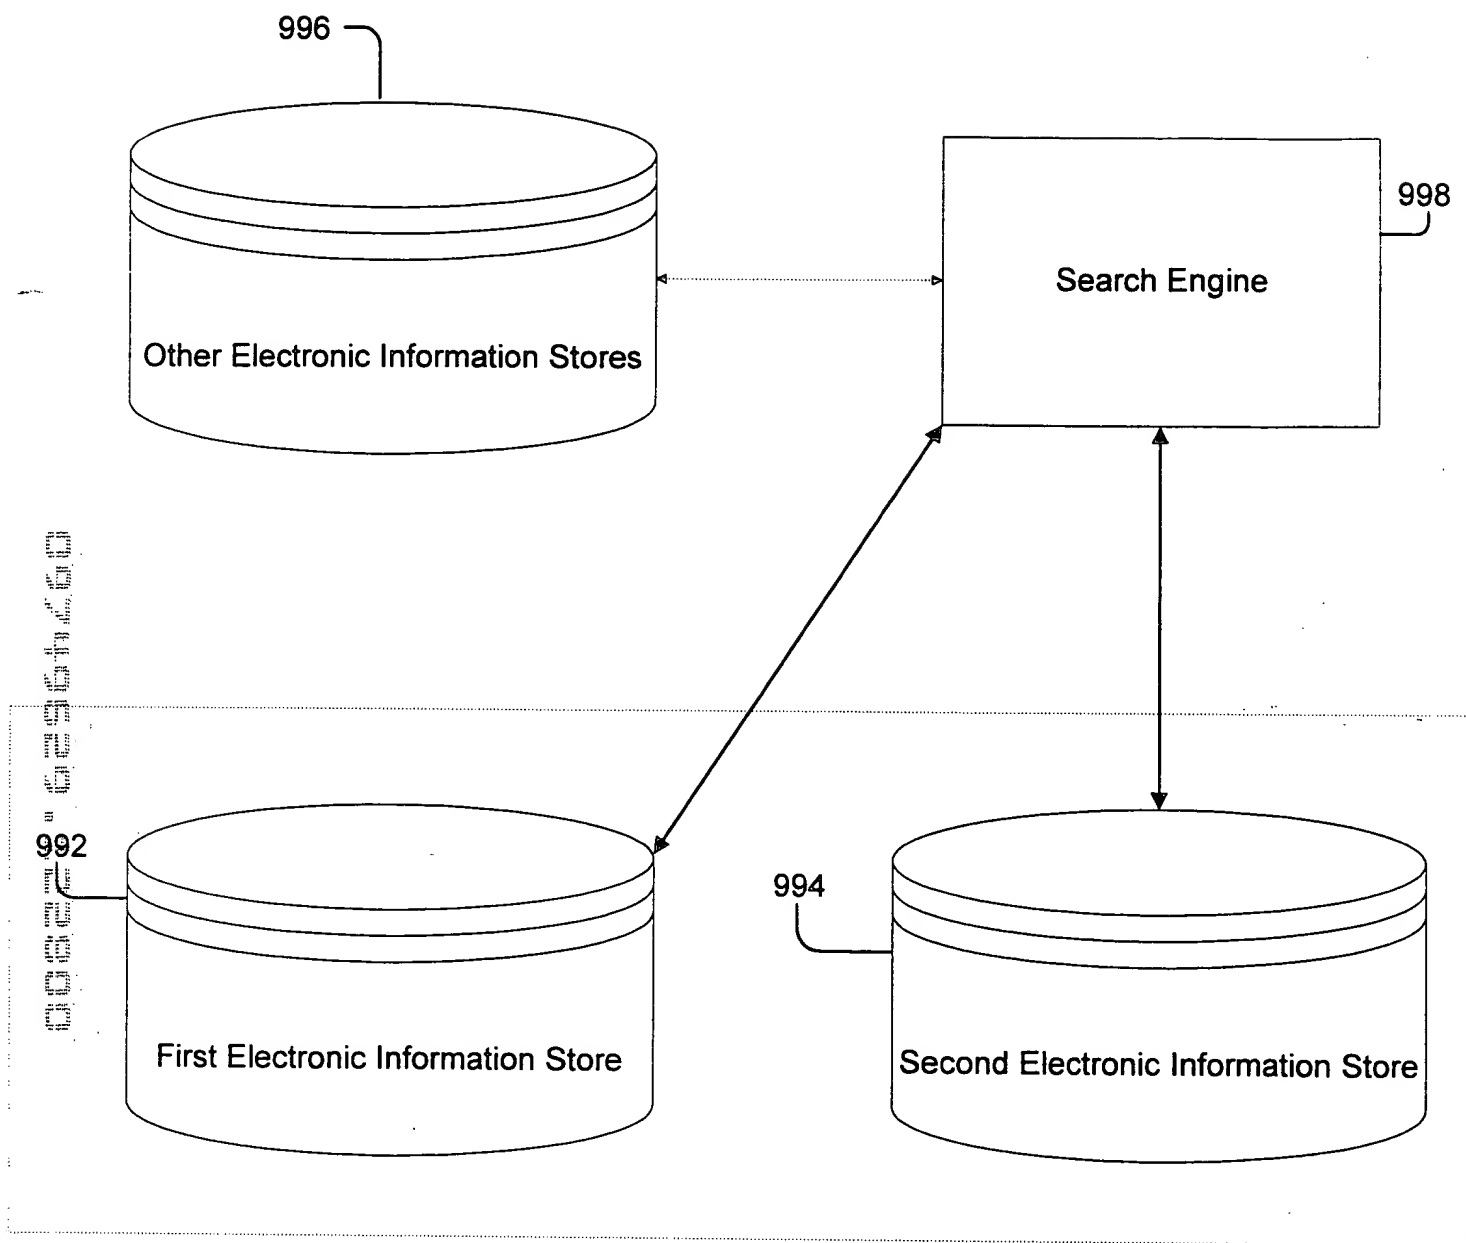 996
998
Search Engine
Other Electronic Information Stores
992
994
First Electronic Information Store
Second Electronic Information Store